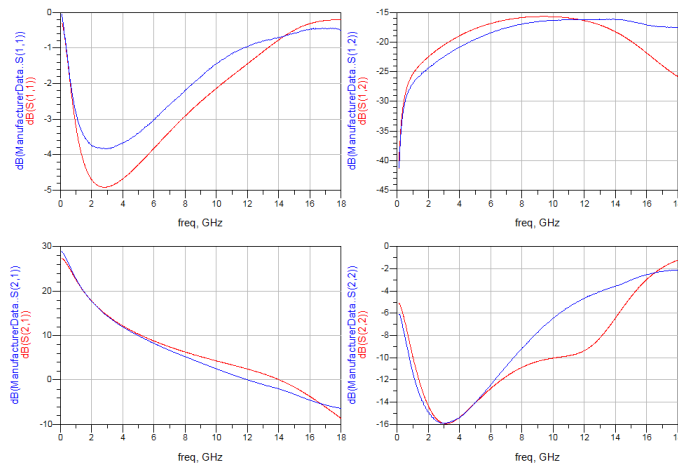 dB(ManufacturerData..S(1,1))
dB(S(1,1))
0
-1
-2
-3
-4
-5
0 2 4 6 8 10 12 14 16 18
freq, GHz
dB(ManufacturerData..S(1,2))
dB(S(1,2))
-15
-20
-25
-30
-35
-40
-45
0 2 4 6 8 10 12 14 16 18
freq, GHz
dB(ManufacturerData..S(2,1))
dB(S(2,1))
30
20
10
0
-10
0 2 4 6 8 10 12 14 16 18
freq, GHz
dB(ManufacturerData..S(2,2))
dB(S(2,2))
0
-2
-4
-6
-8
-10
-12
-14
-16
0 2 4 6 8 10 12 14 16 18
freq, GHz